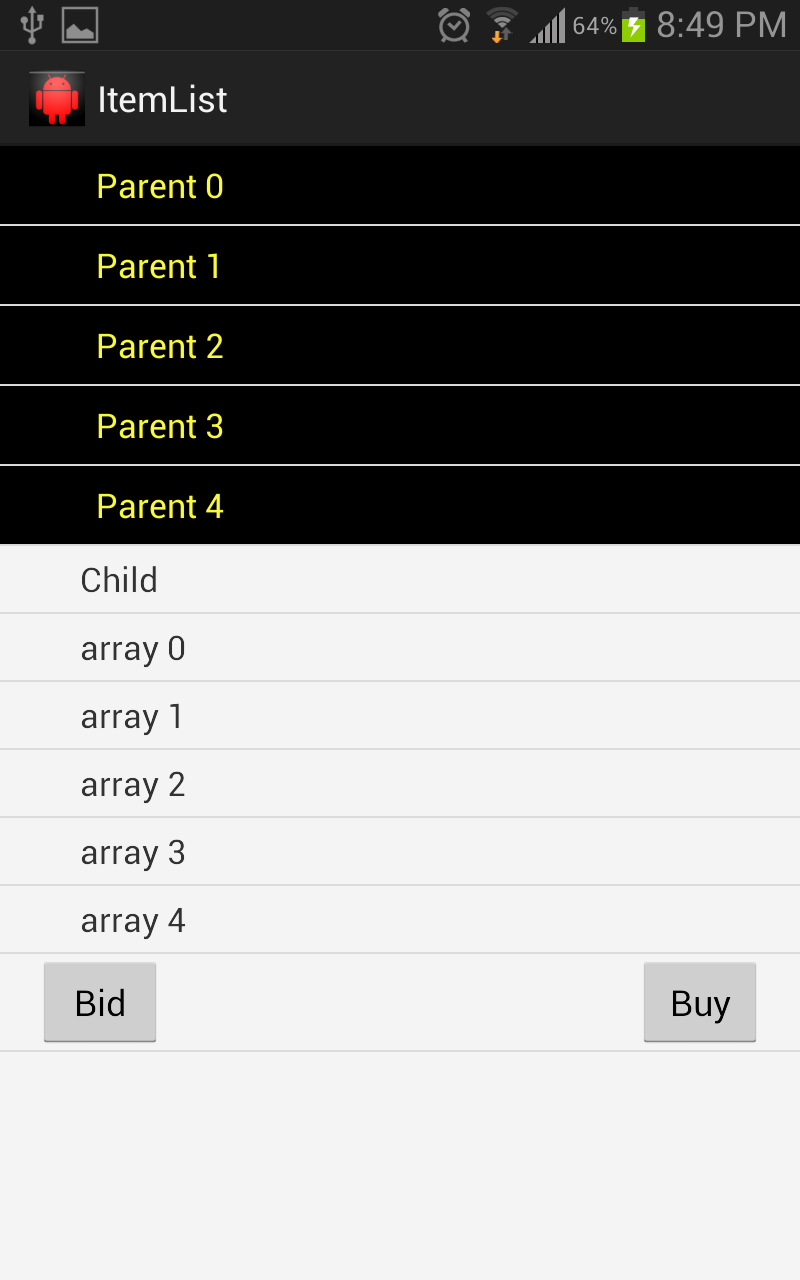 64% 8:49 PM
ItemList
Parent 0
Parent 1
Parent 2
Parent 3
Parent 4
Child
array 0
array 1
array 2
array 3
array 4
Bid Buy